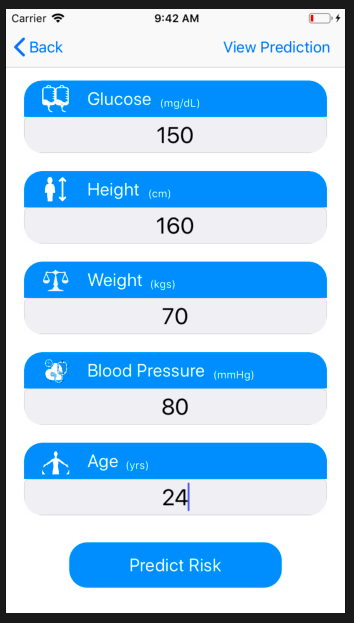 Carrier 9:42 AM
Back View Prediction
Glucose (mg/dL)
150
Height (cm)
160
Weight (kgs)
70
Blood Pressure (mmHg)
80
Age (yrs)
24
Predict Risk